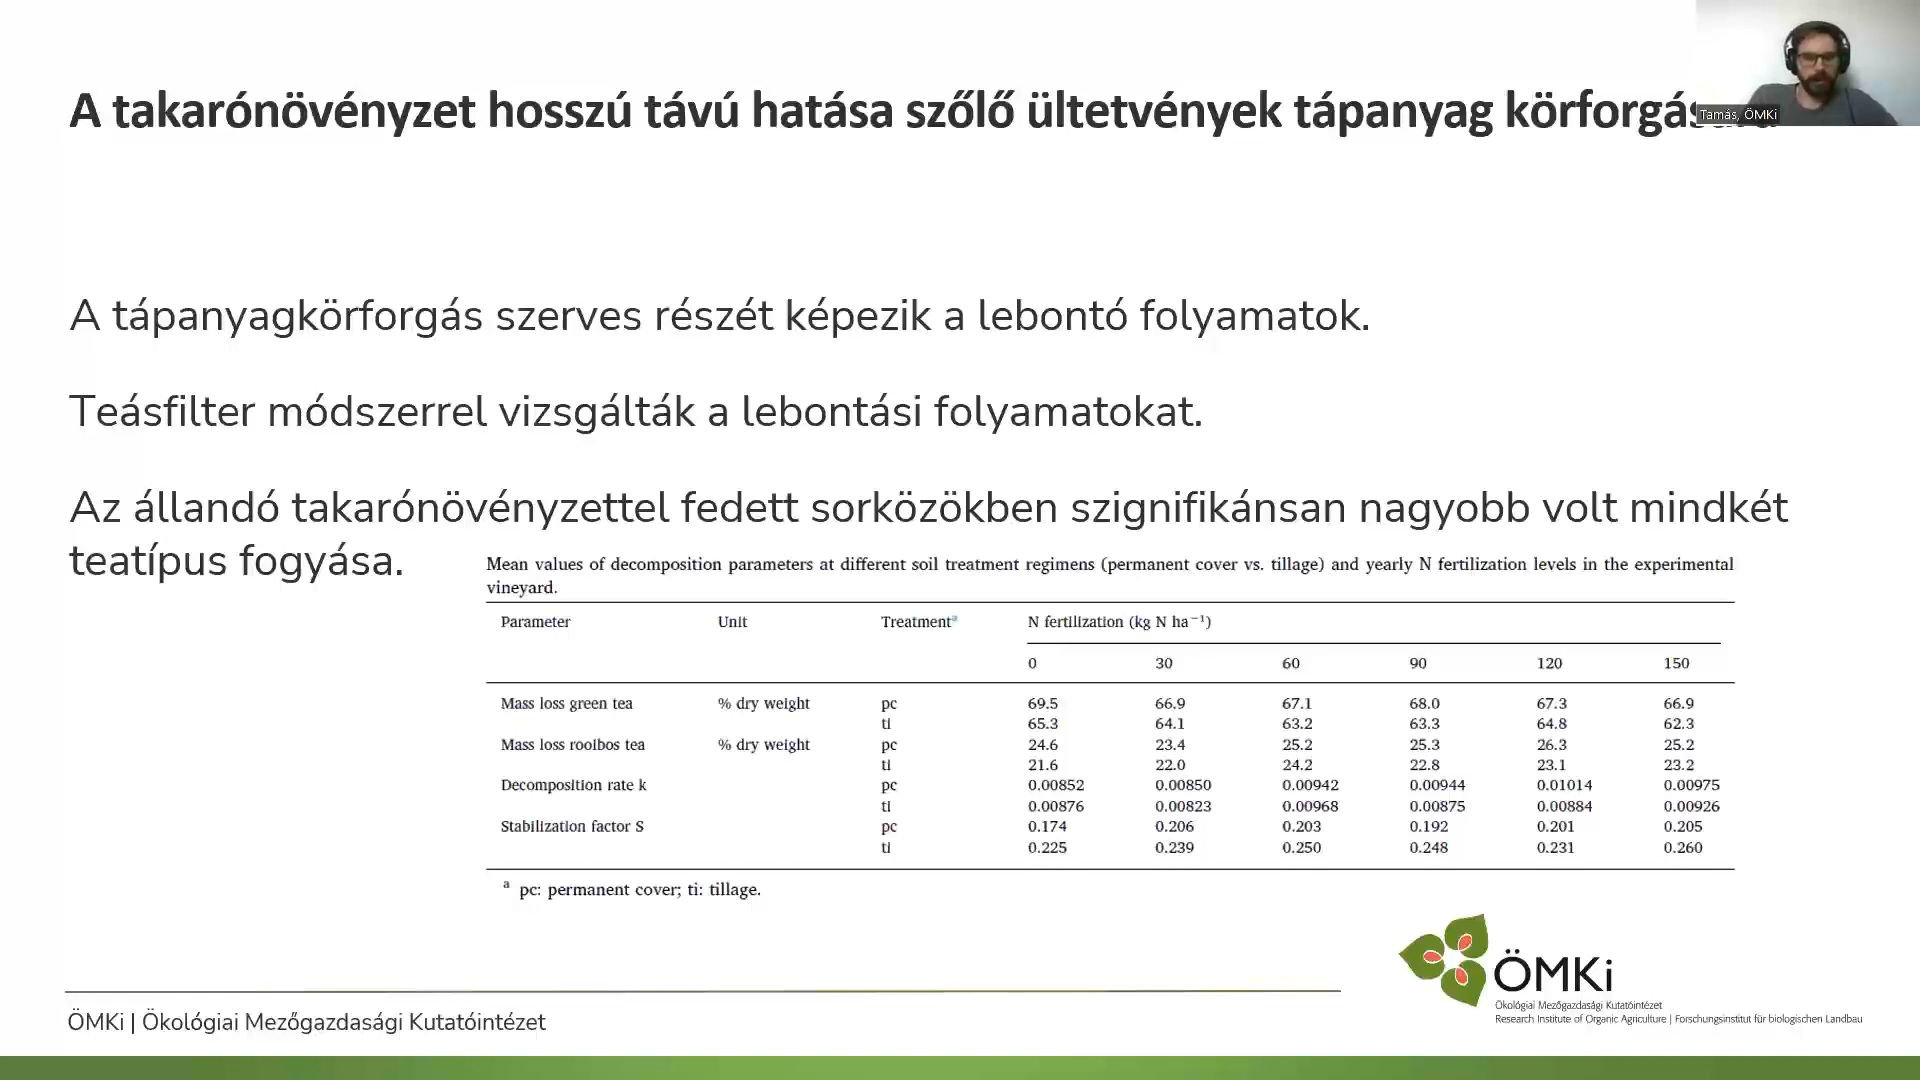 A takarónövényzet hosszú távú hatása szőlő ültetvények tápanyag
Tamás, ÖMKi
A tápanyagkörforgás szerves részét képezik a lebontó folyamatok.
Teásfilter módszerrel vizsgálták a lebontási folyamatokat.
Az állandó takarónövényzettel fedett sorközökben szignifikánsan nagyobb volt mindkét
teatípus fogyása.
Mean values of decomposition parameters at different soil treatment regimens (permanent cover vs. tillage) and yearly N fertilization levels in the experimental
vineyard.
Parameter Unit Treatmentᵃ N fertilization (kg N ha⁻¹)
0 30 60 90 120 150
Mass loss green tea % dry weight pc 69.5 66.9 67.1 68.0 67.3 66.9
ti 65.3 64.1 63.2 63.3 64.8 62.3
Mass loss rooibos tea % dry weight pc 24.6 23.4 25.2 25.3 26.3 25.2
ti 21.6 22.0 24.2 22.8 23.1 23.2
Decomposition rate k pc 0.00852 0.00850 0.00942 0.00944 0.01014 0.00975
ti 0.00876 0.00823 0.00968 0.00875 0.00884 0.00926
Stabilization factor S pc 0.174 0.206 0.203 0.192 0.201 0.205
ti 0.225 0.239 0.250 0.248 0.231 0.260
ᵃ pc: permanent cover; ti: tillage.
ÖMKi
Ökológiai Mezőgazdasági Kutatóintézet
Research Institute of Organic Agriculture | Forschungsinstitut für biologischen Landbau
ÖMKi | Ökológiai Mezőgazdasági Kutatóintézet